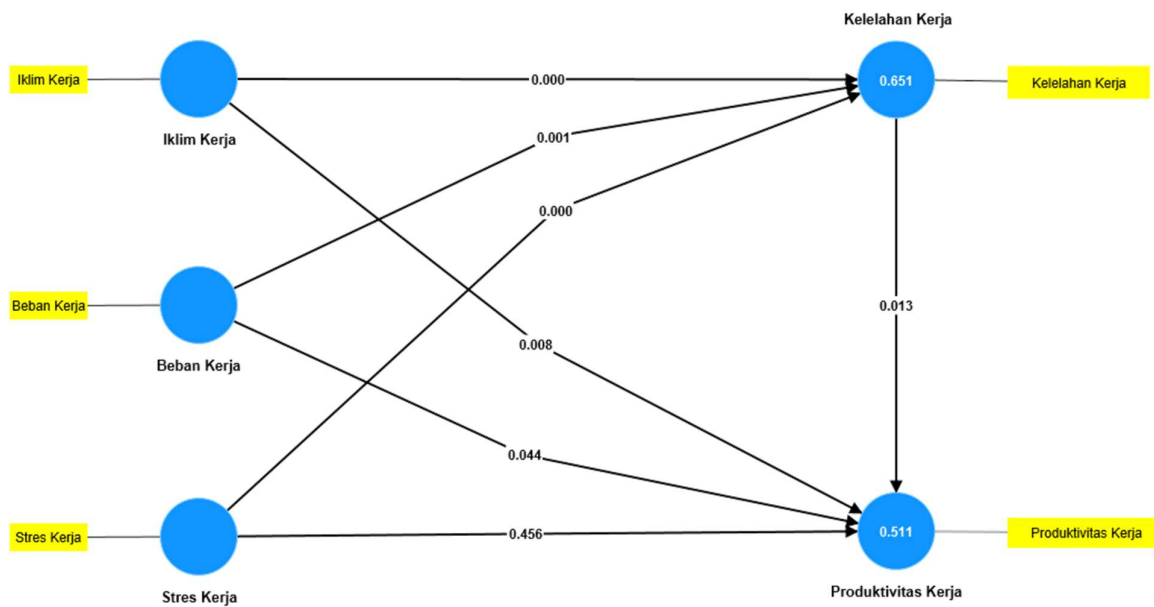 Kelelahan Kerja
Iklim Kerja
0.000
0.651
Kelelahan Kerja
Iklim Kerja
0.001
0.000
Beban Kerja
0.013
Beban Kerja
0.008
0.044
Stres Kerja
0.456
0.511
Produktivitas Kerja
Stres Kerja
Produktivitas Kerja